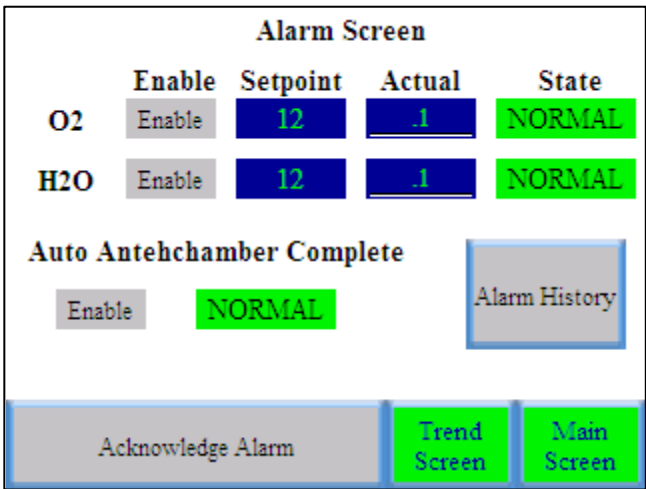 Alarm Screen
Enable Setpoint Actual State
O2 Enable 12 .1 NORMAL
H2O Enable 12 .1 NORMAL
Auto Antehchamber Complete
Enable NORMAL
Alarm History
Acknowledge Alarm
Trend
Screen
Main
Screen